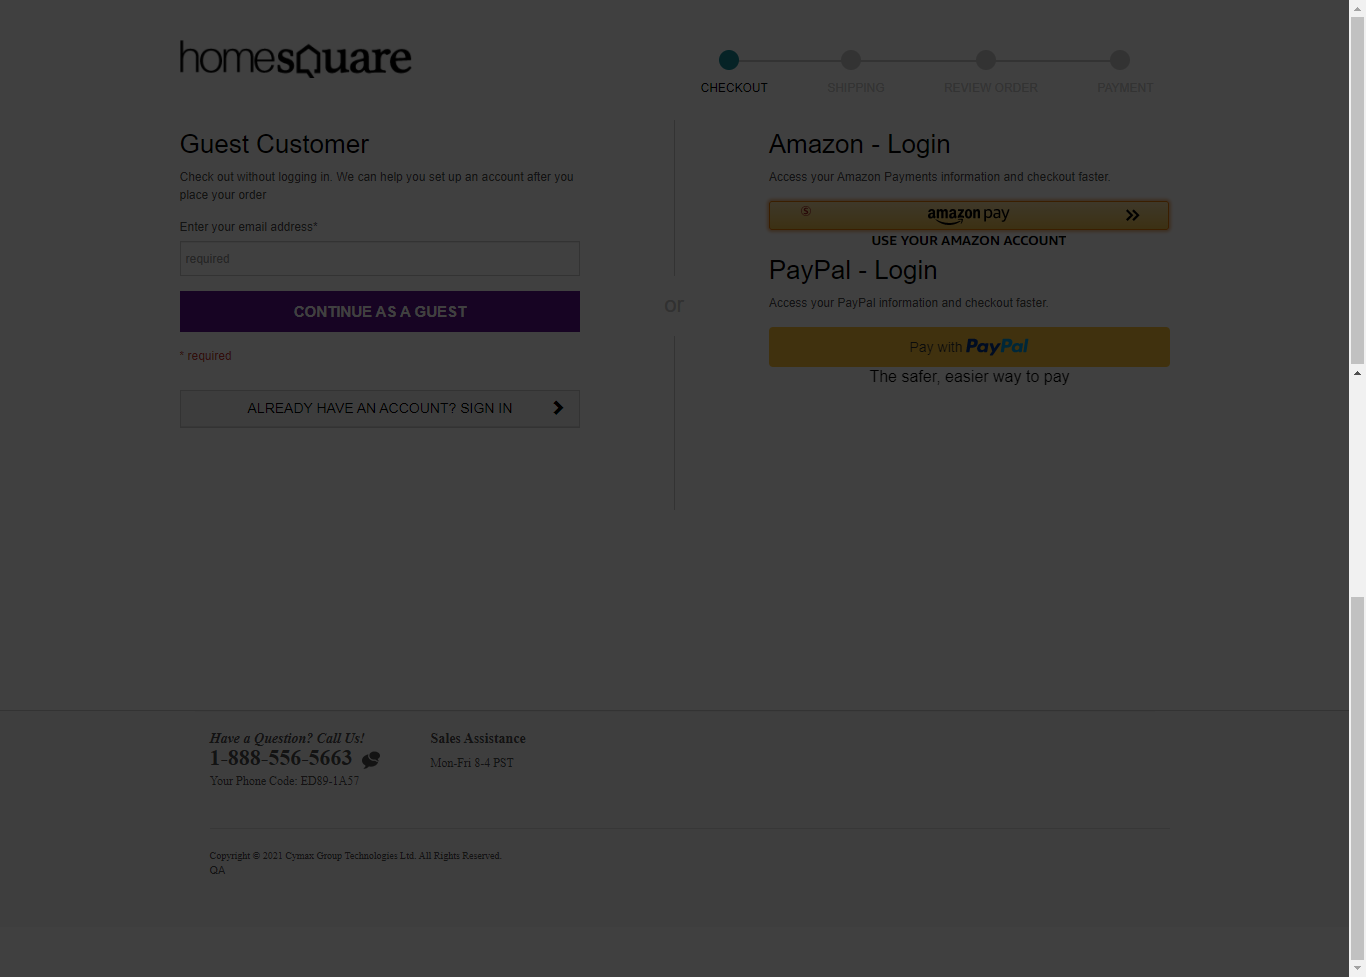 homesquare
CHECKOUT
SHIPPING
REVIEW ORDER
PAYMENT
Guest Customer
Check out without logging in. We can help you set up an account after you
place your order
Enter your email address*
required
CONTINUE AS A GUEST
* required
ALREADY HAVE AN ACCOUNT? SIGN IN
or
Amazon - Login
Access your Amazon Payments information and checkout faster.
amazon pay
USE YOUR AMAZON ACCOUNT
PayPal - Login
Access your PayPal information and checkout faster.
Pay with PayPal
The safer, easier way to pay
Have a Question? Call Us!
1-888-556-5663
Your Phone Code: ED89-1A57
Sales Assistance
Mon-Fri 8-4 PST
Copyright © 2021 Cymax Group Technologies Ltd. All Rights Reserved.
QA